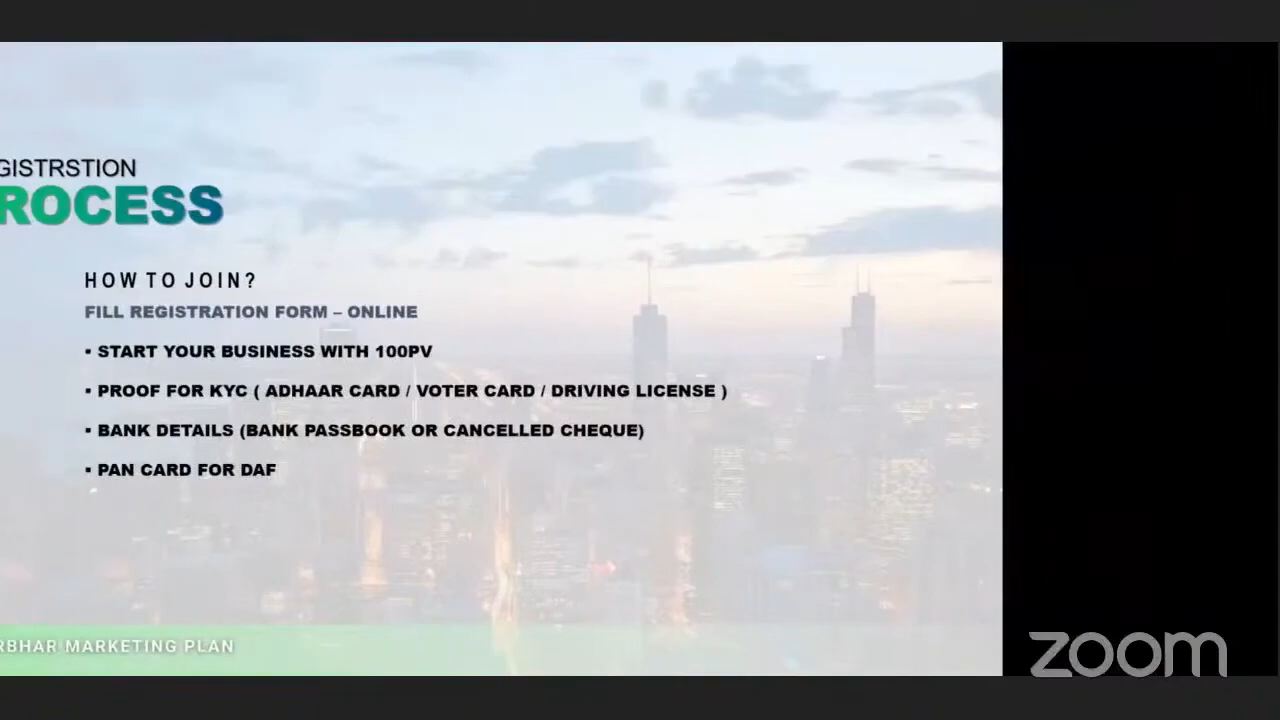 GISTRSTION
ROCESS
HOW TO JOIN?
FILL REGISTRATION FORM – ONLINE
▪ START YOUR BUSINESS WITH 100PV
▪ PROOF FOR KYC ( ADHAAR CARD / VOTER CARD / DRIVING LICENSE )
▪ BANK DETAILS (BANK PASSBOOK OR CANCELLED CHEQUE)
▪ PAN CARD FOR DAF
RBHAR MARKETING PLAN
zoom